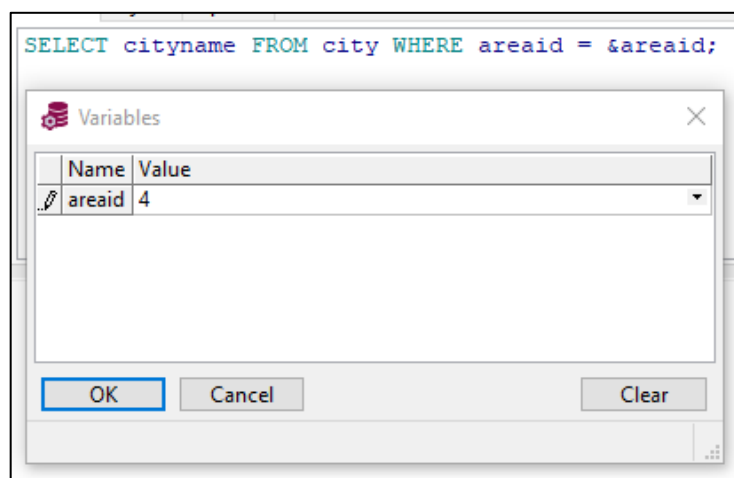 SELECT cityname FROM city WHERE areaid = &areaid;
Variables
Name Value
areaid 4
OK Cancel Clear